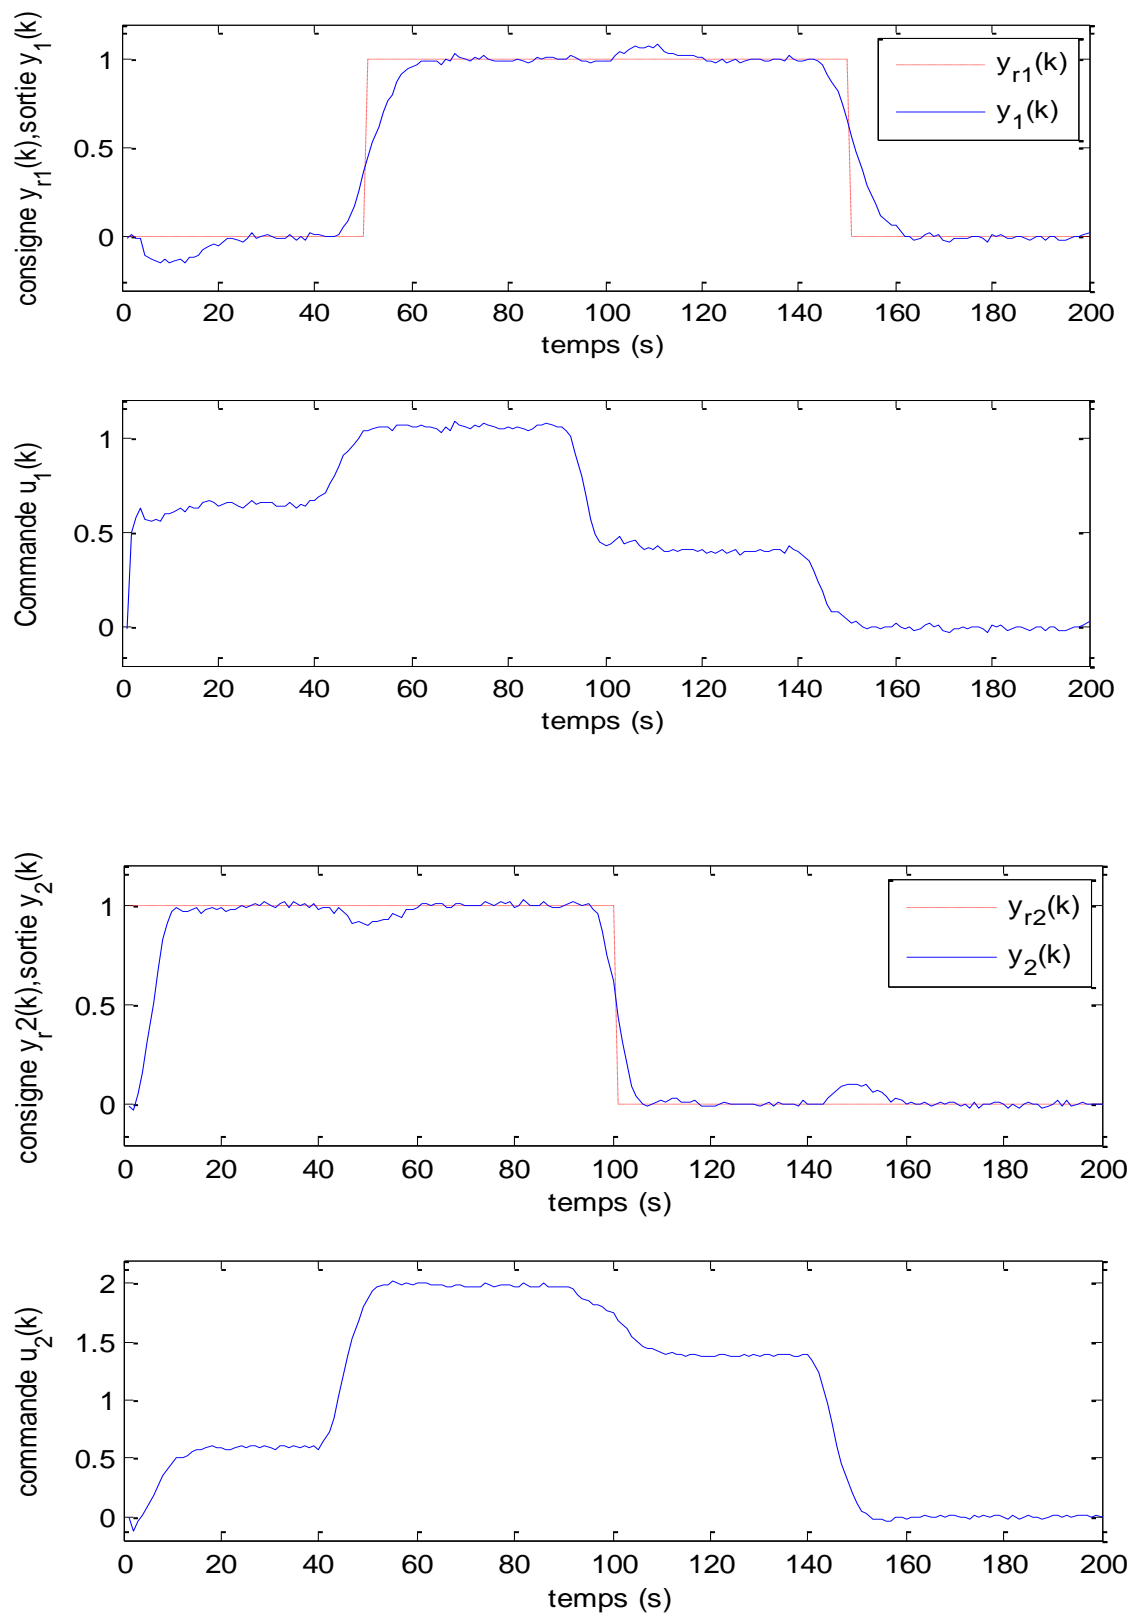 consigne y_r1(k),sortie y_1(k)
1
0.5
0
y_r1(k)
y_1(k)
0 20 40 60 80 100 120 140 160 180 200
temps (s)
Commande u_1(k)
1
0.5
0
0 20 40 60 80 100 120 140 160 180 200
temps (s)
consigne y_r2(k),sortie y_2(k)
1
0.5
0
y_r2(k)
y_2(k)
0 20 40 60 80 100 120 140 160 180 200
temps (s)
commande u_2(k)
2
1.5
1
0.5
0
0 20 40 60 80 100 120 140 160 180 200
temps (s)